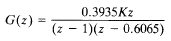 G(z) = 0.3935Kz / (z − 1)(z − 0.6065)